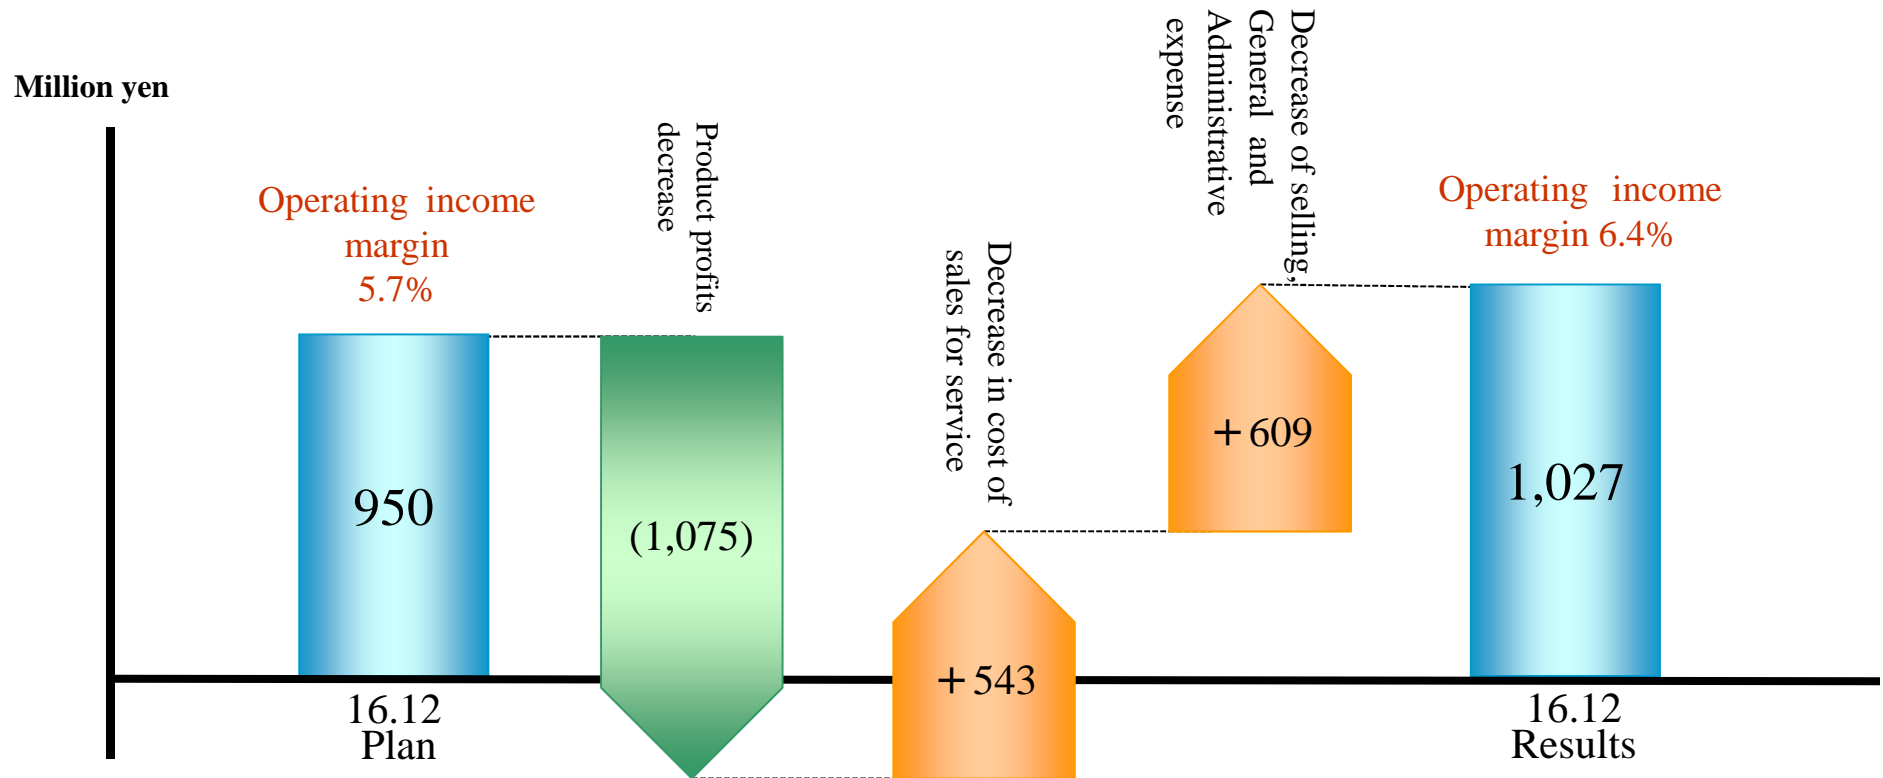 Million yen
Operating income
margin
5.7%
950
16.12
Plan
Product profits
decrease
(1,075)
Decrease in cost of
sales for service
+543
Decrease of selling,
General and
Administrative
expense
+609
Operating income
margin 6.4%
1,027
16.12
Results